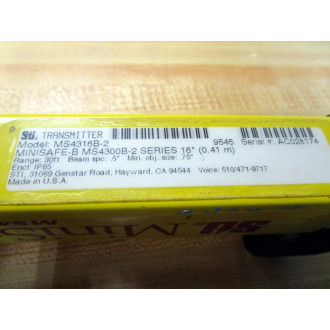 STI TRANSMITTER
Model: MS4316B-2 9545 Serial #: AC028174
MINISAFE-B MS4300B-2 SERIES 16" (0.41 m)
Range: 30ft Beam spc: .5" Min. obj. size: .75"
Encl: IP65
STI, 31069 Genstar Road, Hayward, CA 94544 Voice: 510/471-9717
Made in U.S.A.